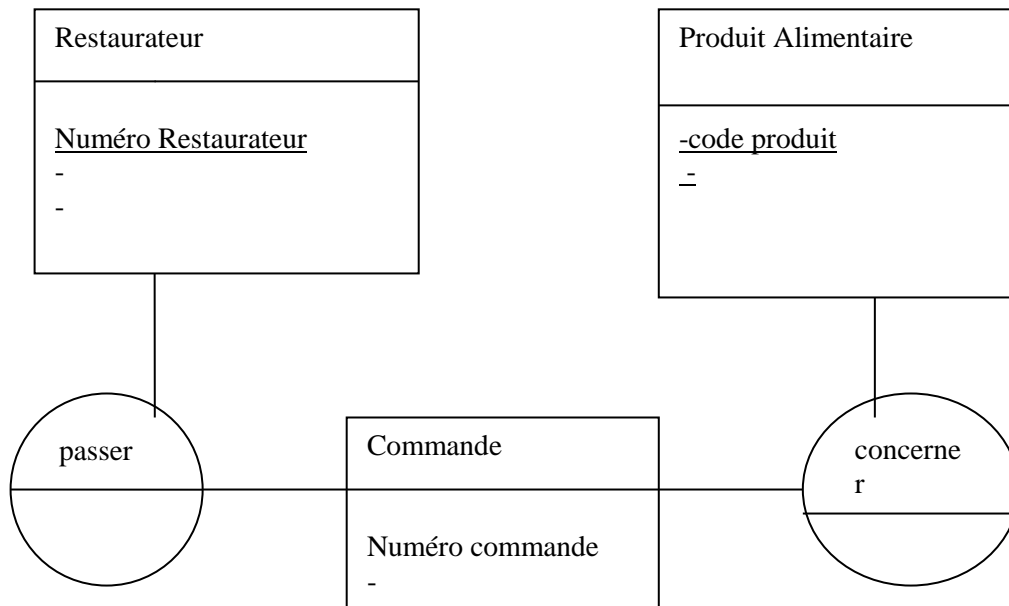 Restaurateur
Numéro Restaurateur
-
-
Produit Alimentaire
-code produit
-
passer
Commande
Numéro commande
-
concerne
r